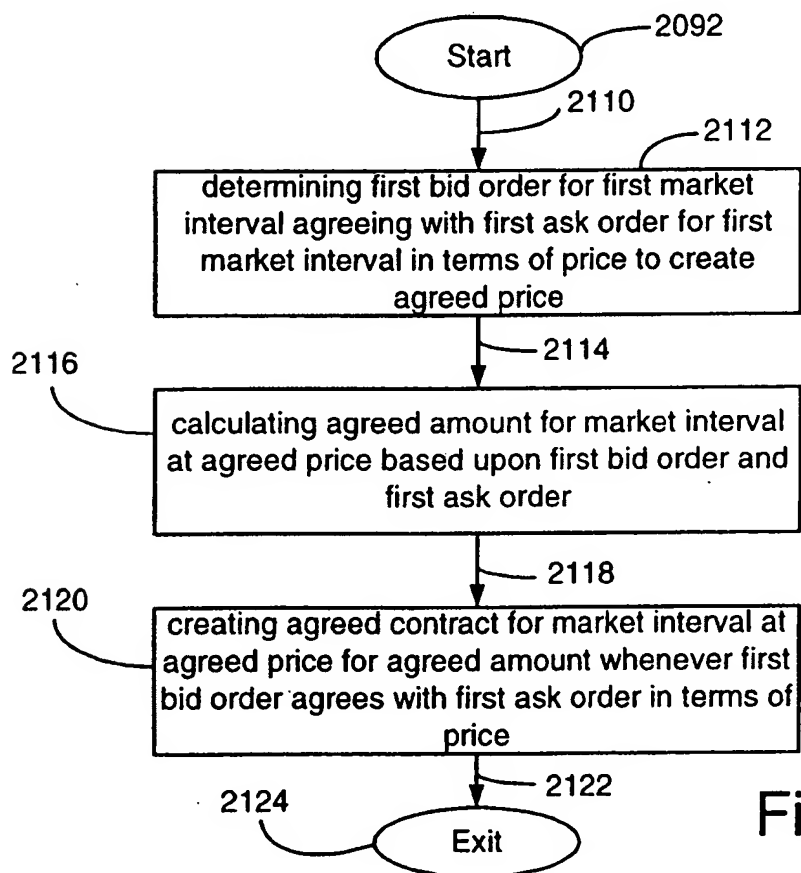 2092
Start
2110
2112
determining first bid order for first market
interval agreeing with first ask order for first
market interval in terms of price to create
agreed price
2114
2116
calculating agreed amount for market interval
at agreed price based upon first bid order and
first ask order
2118
2120
creating agreed contract for market interval at
agreed price for agreed amount whenever first
bid order agrees with first ask order in terms of
price
2122
2124
Exit
Fi